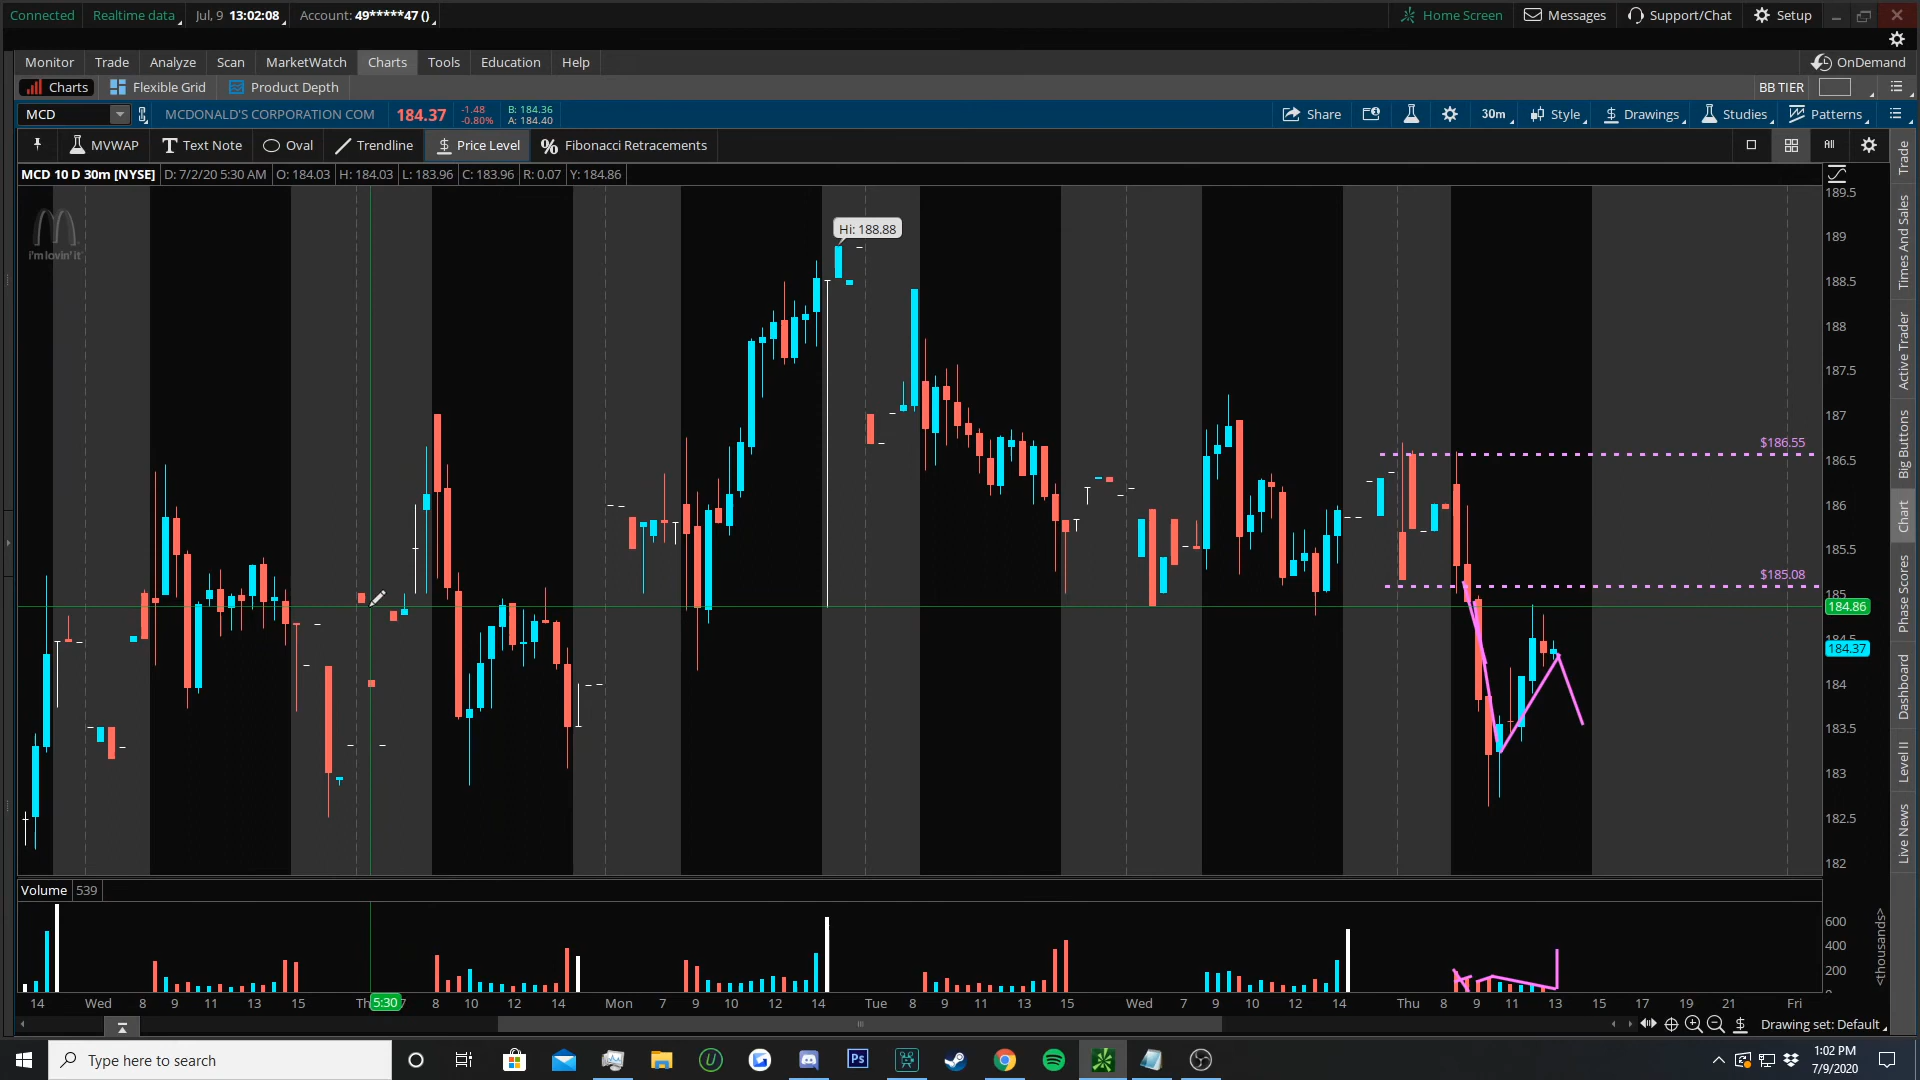 Connected Realtime data Jul, 9 13:02:08 Account: 49*****47 () Home Screen Messages Support/Chat Setup
Monitor Trade Analyze Scan MarketWatch Charts Tools Education Help OnDemand
Charts Flexible Grid Product Depth BB TIER
MCD MCDONALD'S CORPORATION COM 184.37 -1.48 -0.80% B: 184.36 A: 184.40 Share 30m Style Drawings Studies Patterns
MVWAP Text Note Oval Trendline Price Level Fibonacci Retracements All
MCD 10 D 30m [NYSE] D: 7/2/20 5:30 AM O: 184.03 H: 184.03 L: 183.96 C: 183.96 R: 0.07 Y: 184.86
i'm lovin' it
Hi: 188.88
$186.55
$185.08
189.5
189
188.5
188
187.5
187
186.5
186
185.5
185
184.86
184.5
184.37
184
183.5
183
182.5
182
Trade
Times And Sales
Active Trader
Big Buttons
Chart
Phase Scores
Dashboard
Level II
Live News
Volume 539
600
400
200
0
<thousands>
14 Wed 8 9 11 13 15 Th 5:30 7 8 10 12 14 Mon 7 9 10 12 14 Tue 8 9 11 13 15 Wed 7 9 10 12 14 Thu 8 9 11 13 15 17 19 21 Fri
Drawing set: Default
Type here to search
Ps
1:02 PM
7/9/2020